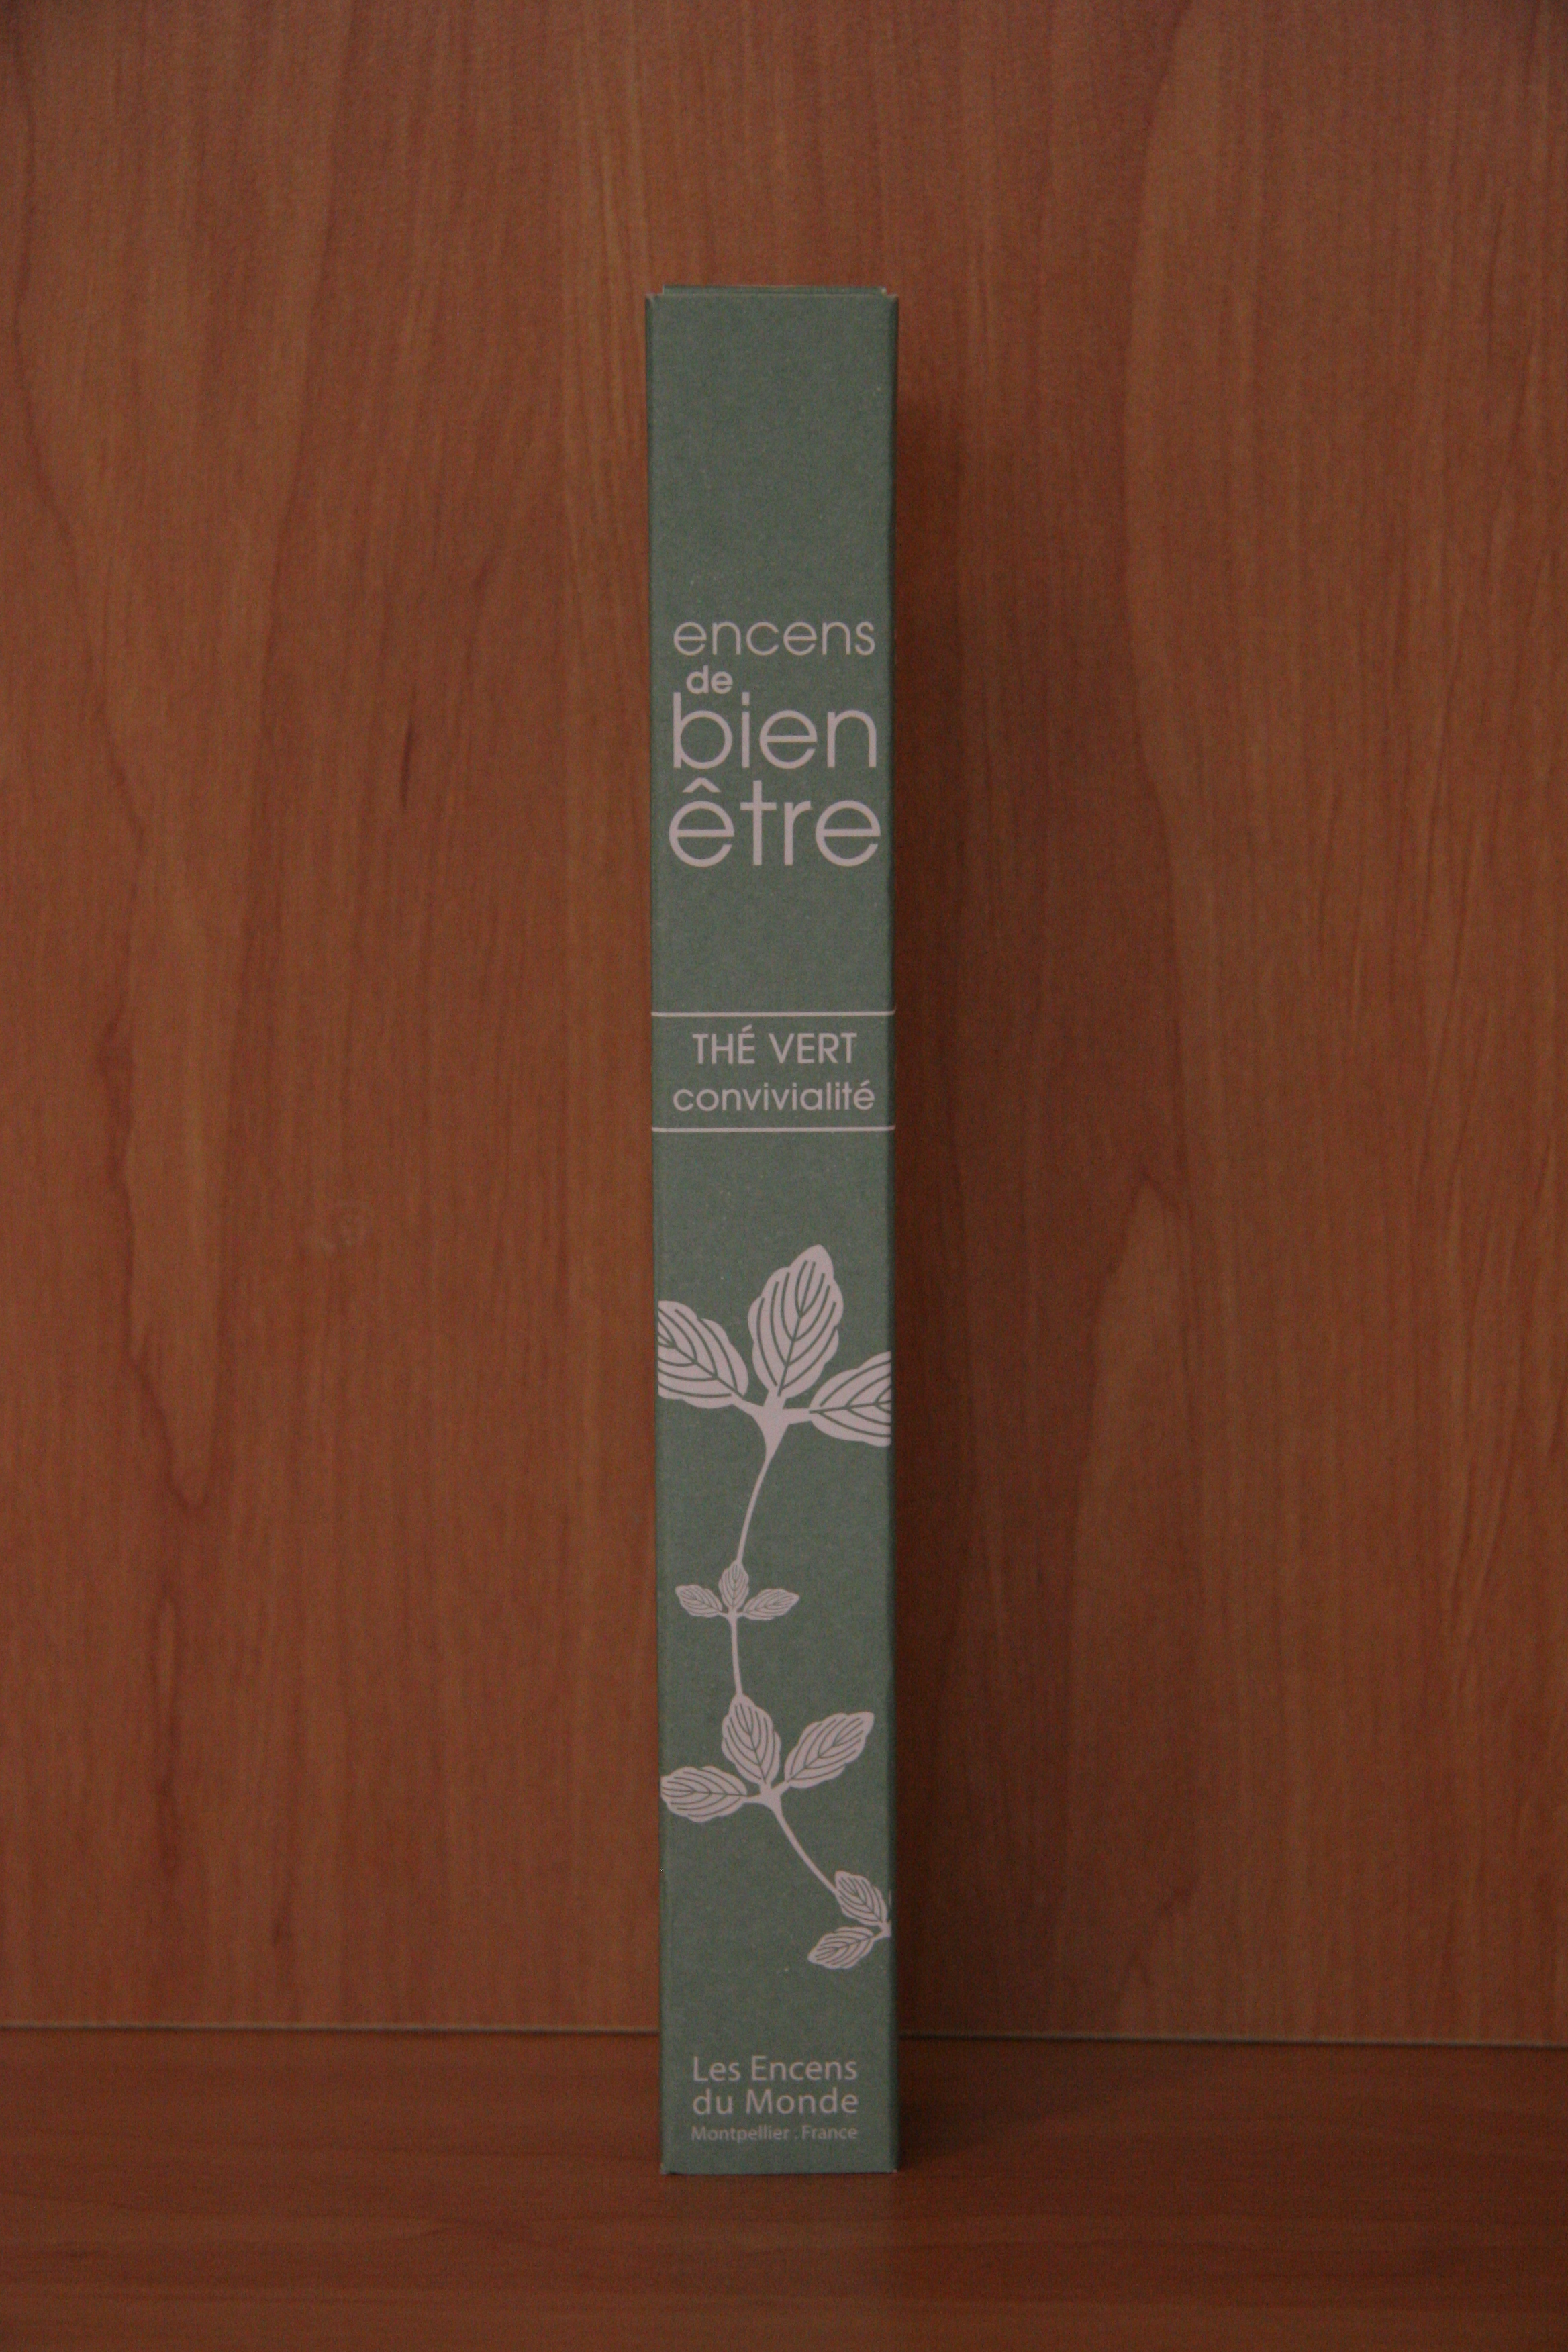 encens
de
bien
être
THÉ VERT
convivialité
Les Encens
du Monde
Montpellier . France